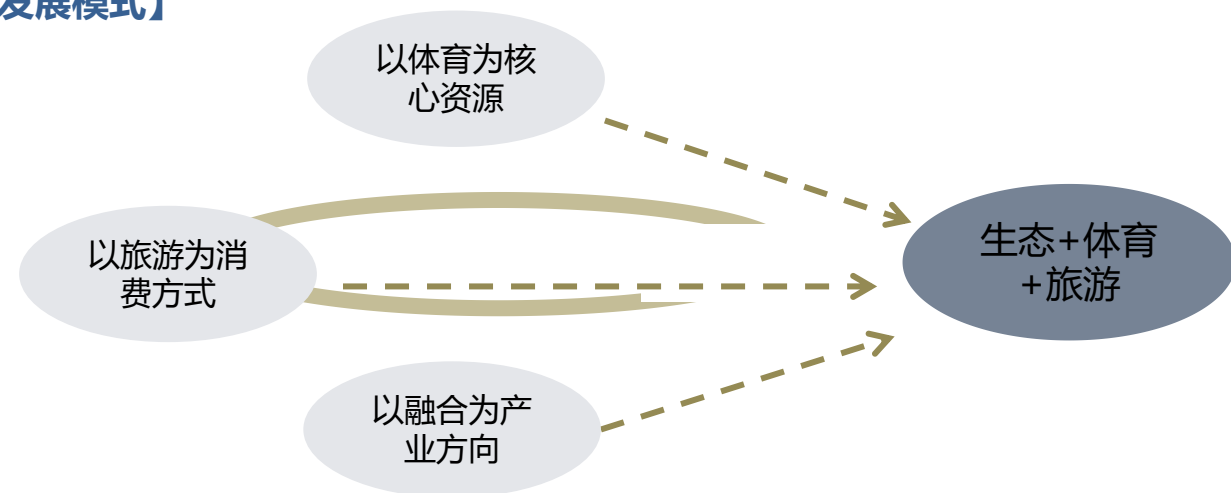 发展模式】
以体育为核
心资源
以旅游为消
费方式
生态+体育
+旅游
以融合为产
业方向